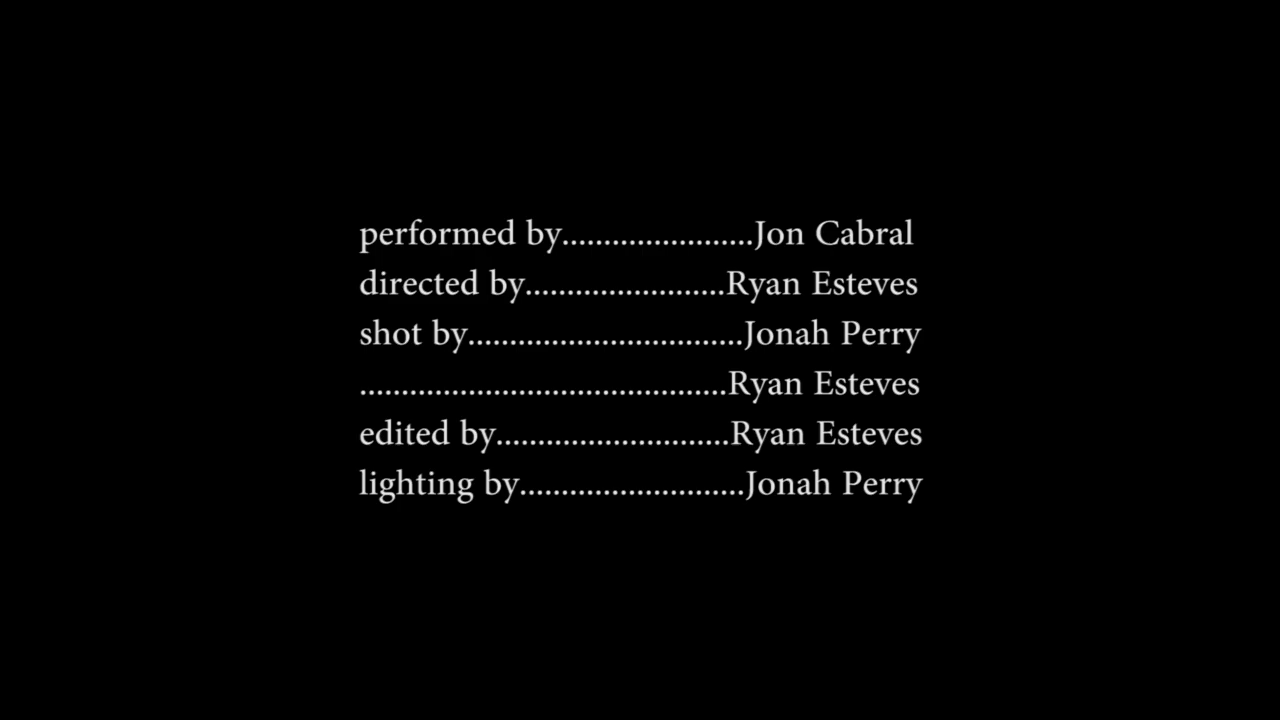 performed by.......................Jon Cabral
directed by........................Ryan Esteves
shot by.................................Jonah Perry
............................................Ryan Esteves
edited by............................Ryan Esteves
lighting by...........................Jonah Perry